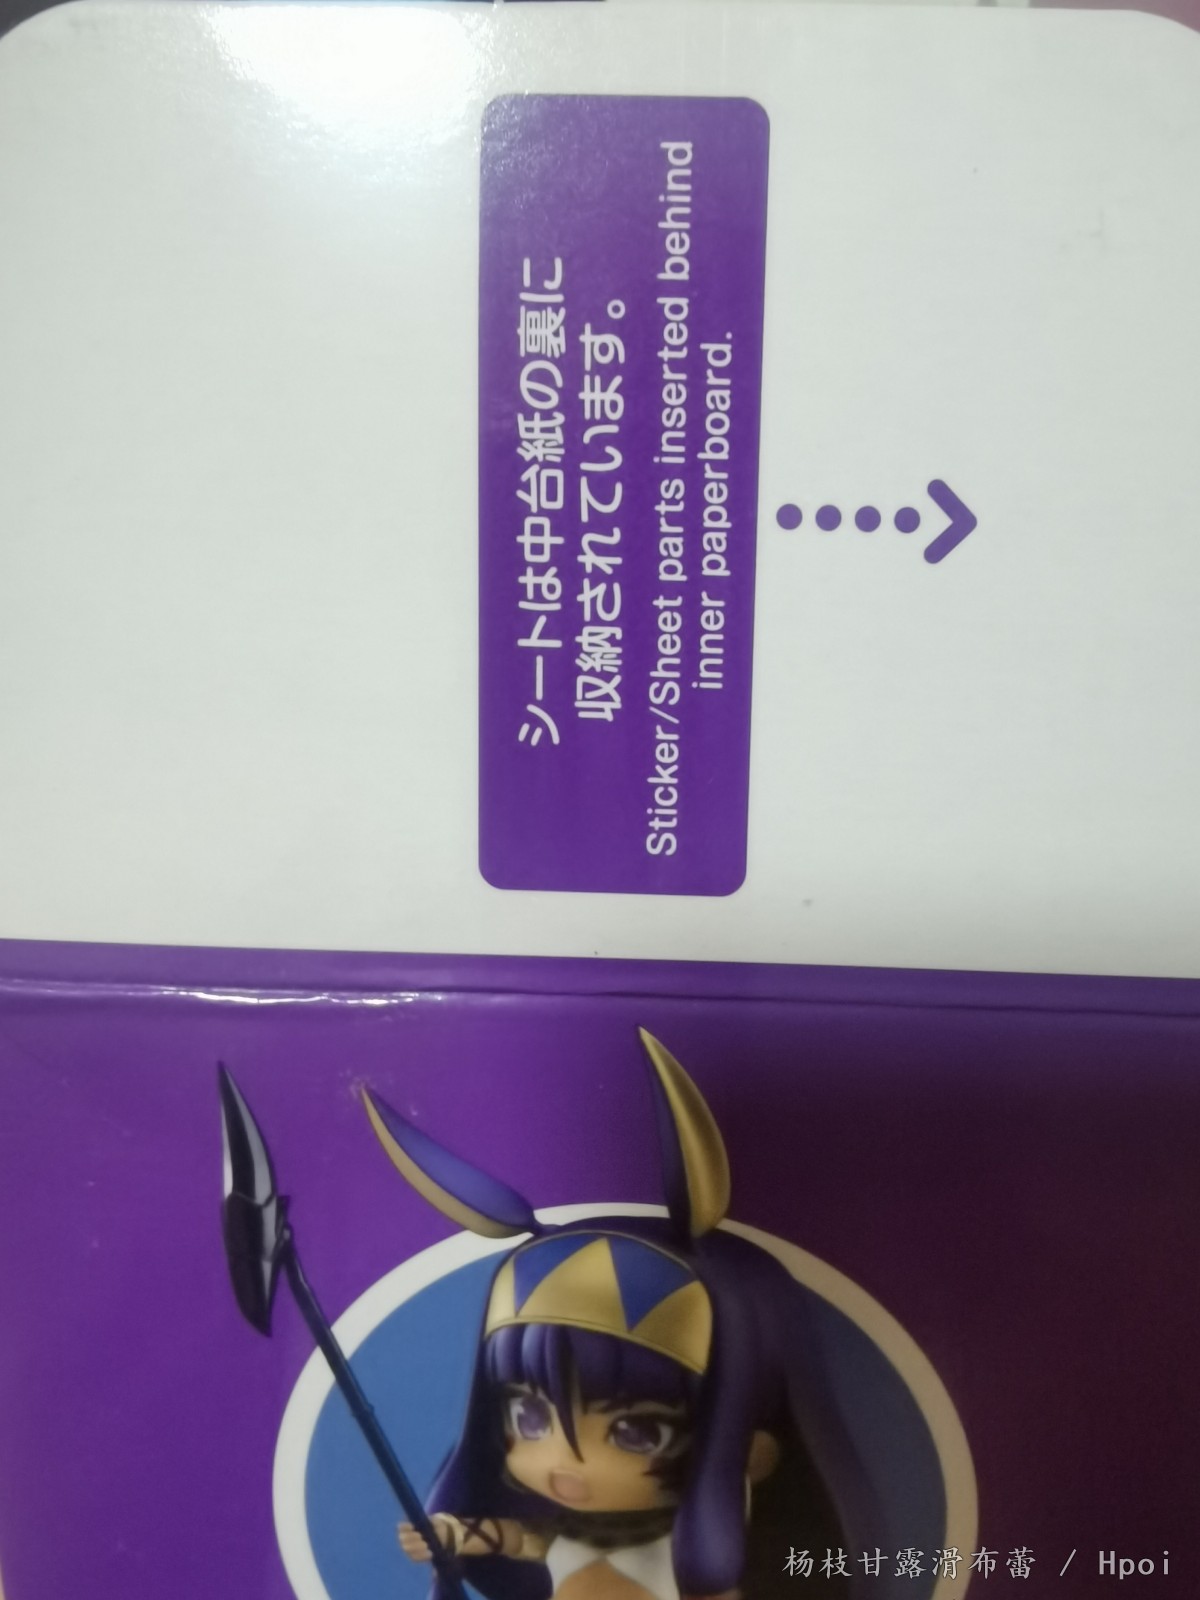 シートは中台紙の裏に
収納されています。
Sticker/Sheet parts inserted behind
inner paperboard.
杨枝甘露滑布蕾 / Hpoi